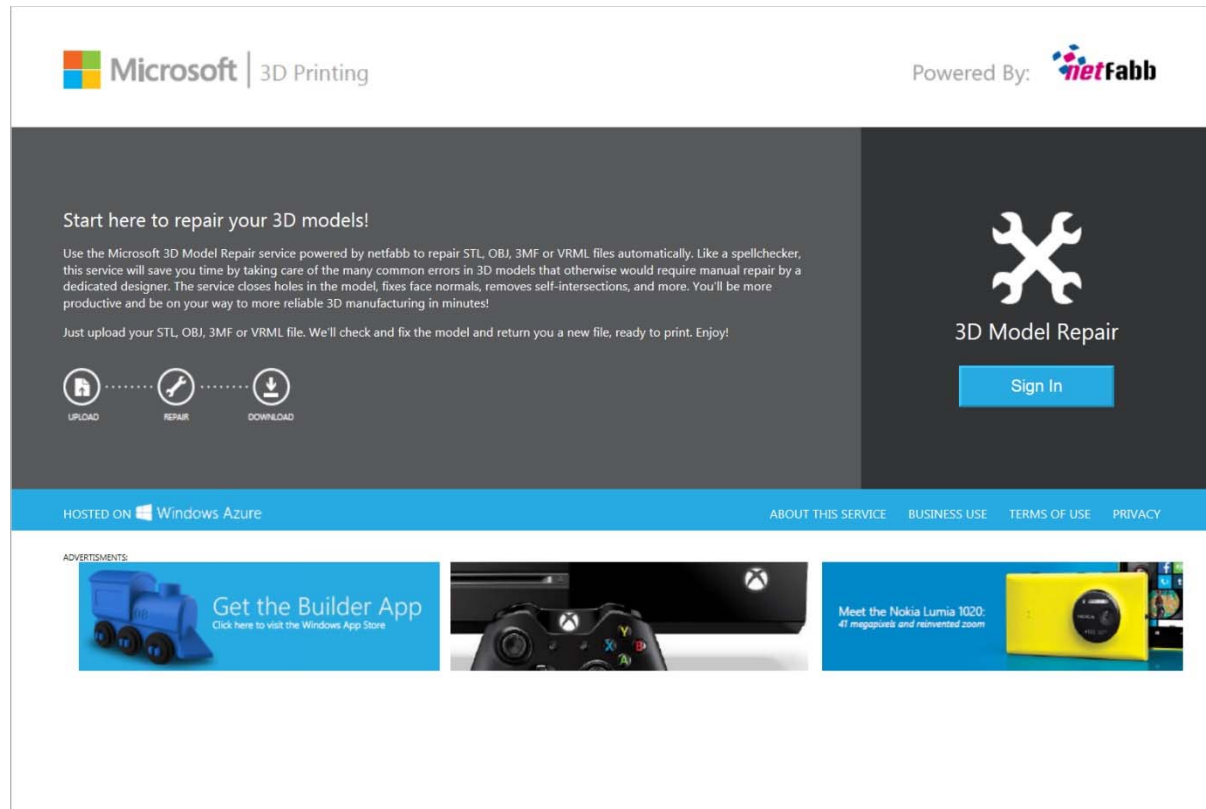 Microsoft | 3D Printing
Powered By: netfabb
Start here to repair your 3D models!
Use the Microsoft 3D Model Repair service powered by netfabb to repair STL, OBJ, 3MF or VRML files automatically. Like a spellchecker,
this service will save you time by taking care of the many common errors in 3D models that otherwise would require manual repair by a
dedicated designer. The service closes holes in the model, fixes face normals, removes self-intersections, and more. You'll be more
productive and be on your way to more reliable 3D manufacturing in minutes!
Just upload your STL, OBJ, 3MF or VRML file. We'll check and fix the model and return you a new file, ready to print. Enjoy!
UPLOAD REPAIR DOWNLOAD
3D Model Repair
Sign In
HOSTED ON Windows Azure
ABOUT THIS SERVICE BUSINESS USE TERMS OF USE PRIVACY
ADVERTISMENTS:
Get the Builder App
Click here to visit the Windows App Store
Y
X B
A
Meet the Nokia Lumia 1020:
41 megapixels and reinvented zoom